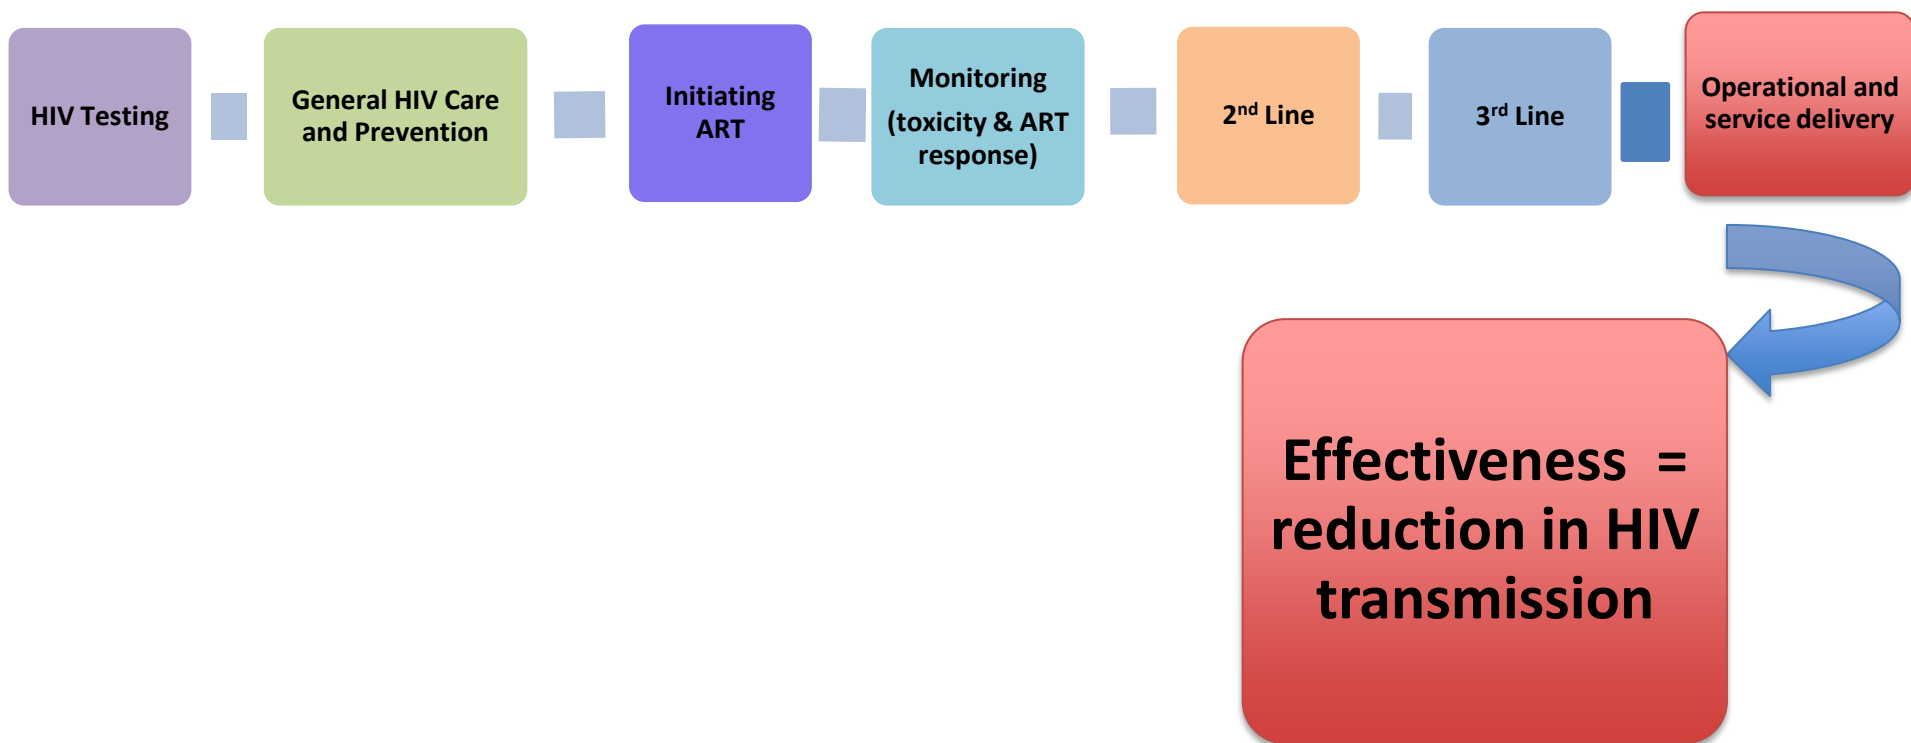 HIV Testing
General HIV Care
and Prevention
Initiating
ART
Monitoring
(toxicity & ART
response)
2nd Line
3rd Line
Operational and
service delivery
Effectiveness =
reduction in HIV
transmission